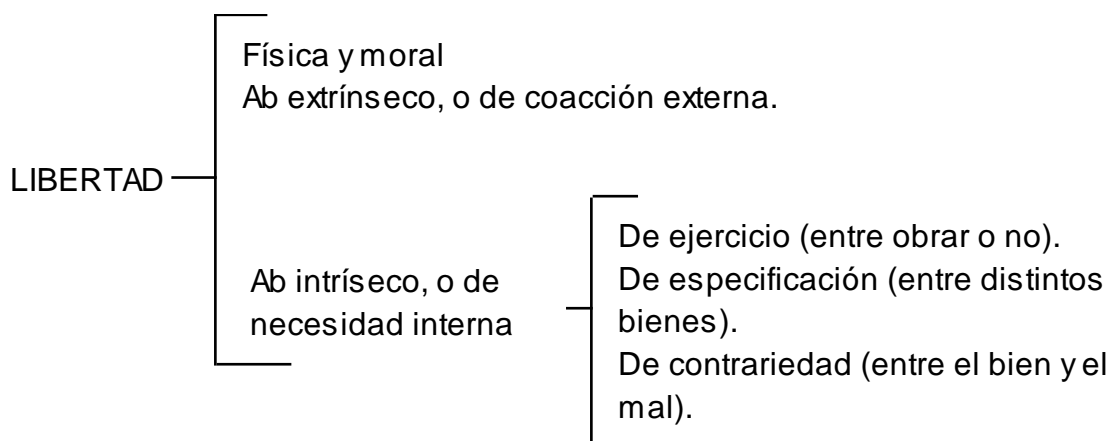 Física y moral
Ab extrínseco, o de coacción externa.
LIBERTAD
Ab intríseco, o de
necesidad interna
De ejercicio (entre obrar o no).
De especificación (entre distintos
bienes).
De contrariedad (entre el bien y el
mal).